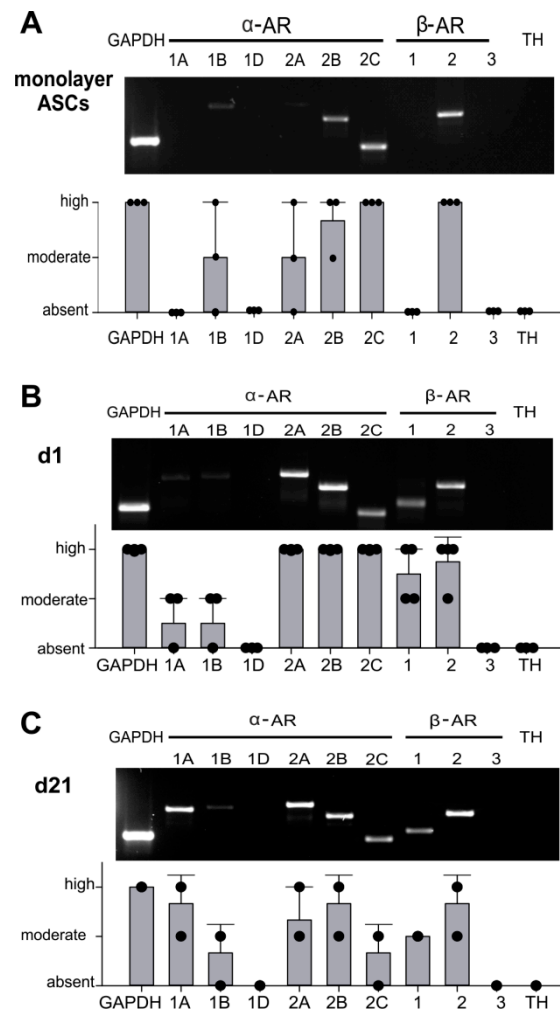 A
α-AR β-AR
GAPDH TH
1A 1B 1D 2A 2B 2C 1 2 3
monolayer
ASCs
high
moderate
absent
GAPDH 1A 1B 1D 2A 2B 2C 1 2 3 TH
B
α-AR β-AR
GAPDH TH
1A 1B 1D 2A 2B 2C 1 2 3
d1
high
moderate
absent
GAPDH 1A 1B 1D 2A 2B 2C 1 2 3 TH
C
α-AR β-AR
GAPDH TH
1A 1B 1D 2A 2B 2C 1 2 3
d21
high
moderate
absent
GAPDH 1A 1B 1D 2A 2B 2C 1 2 3 TH